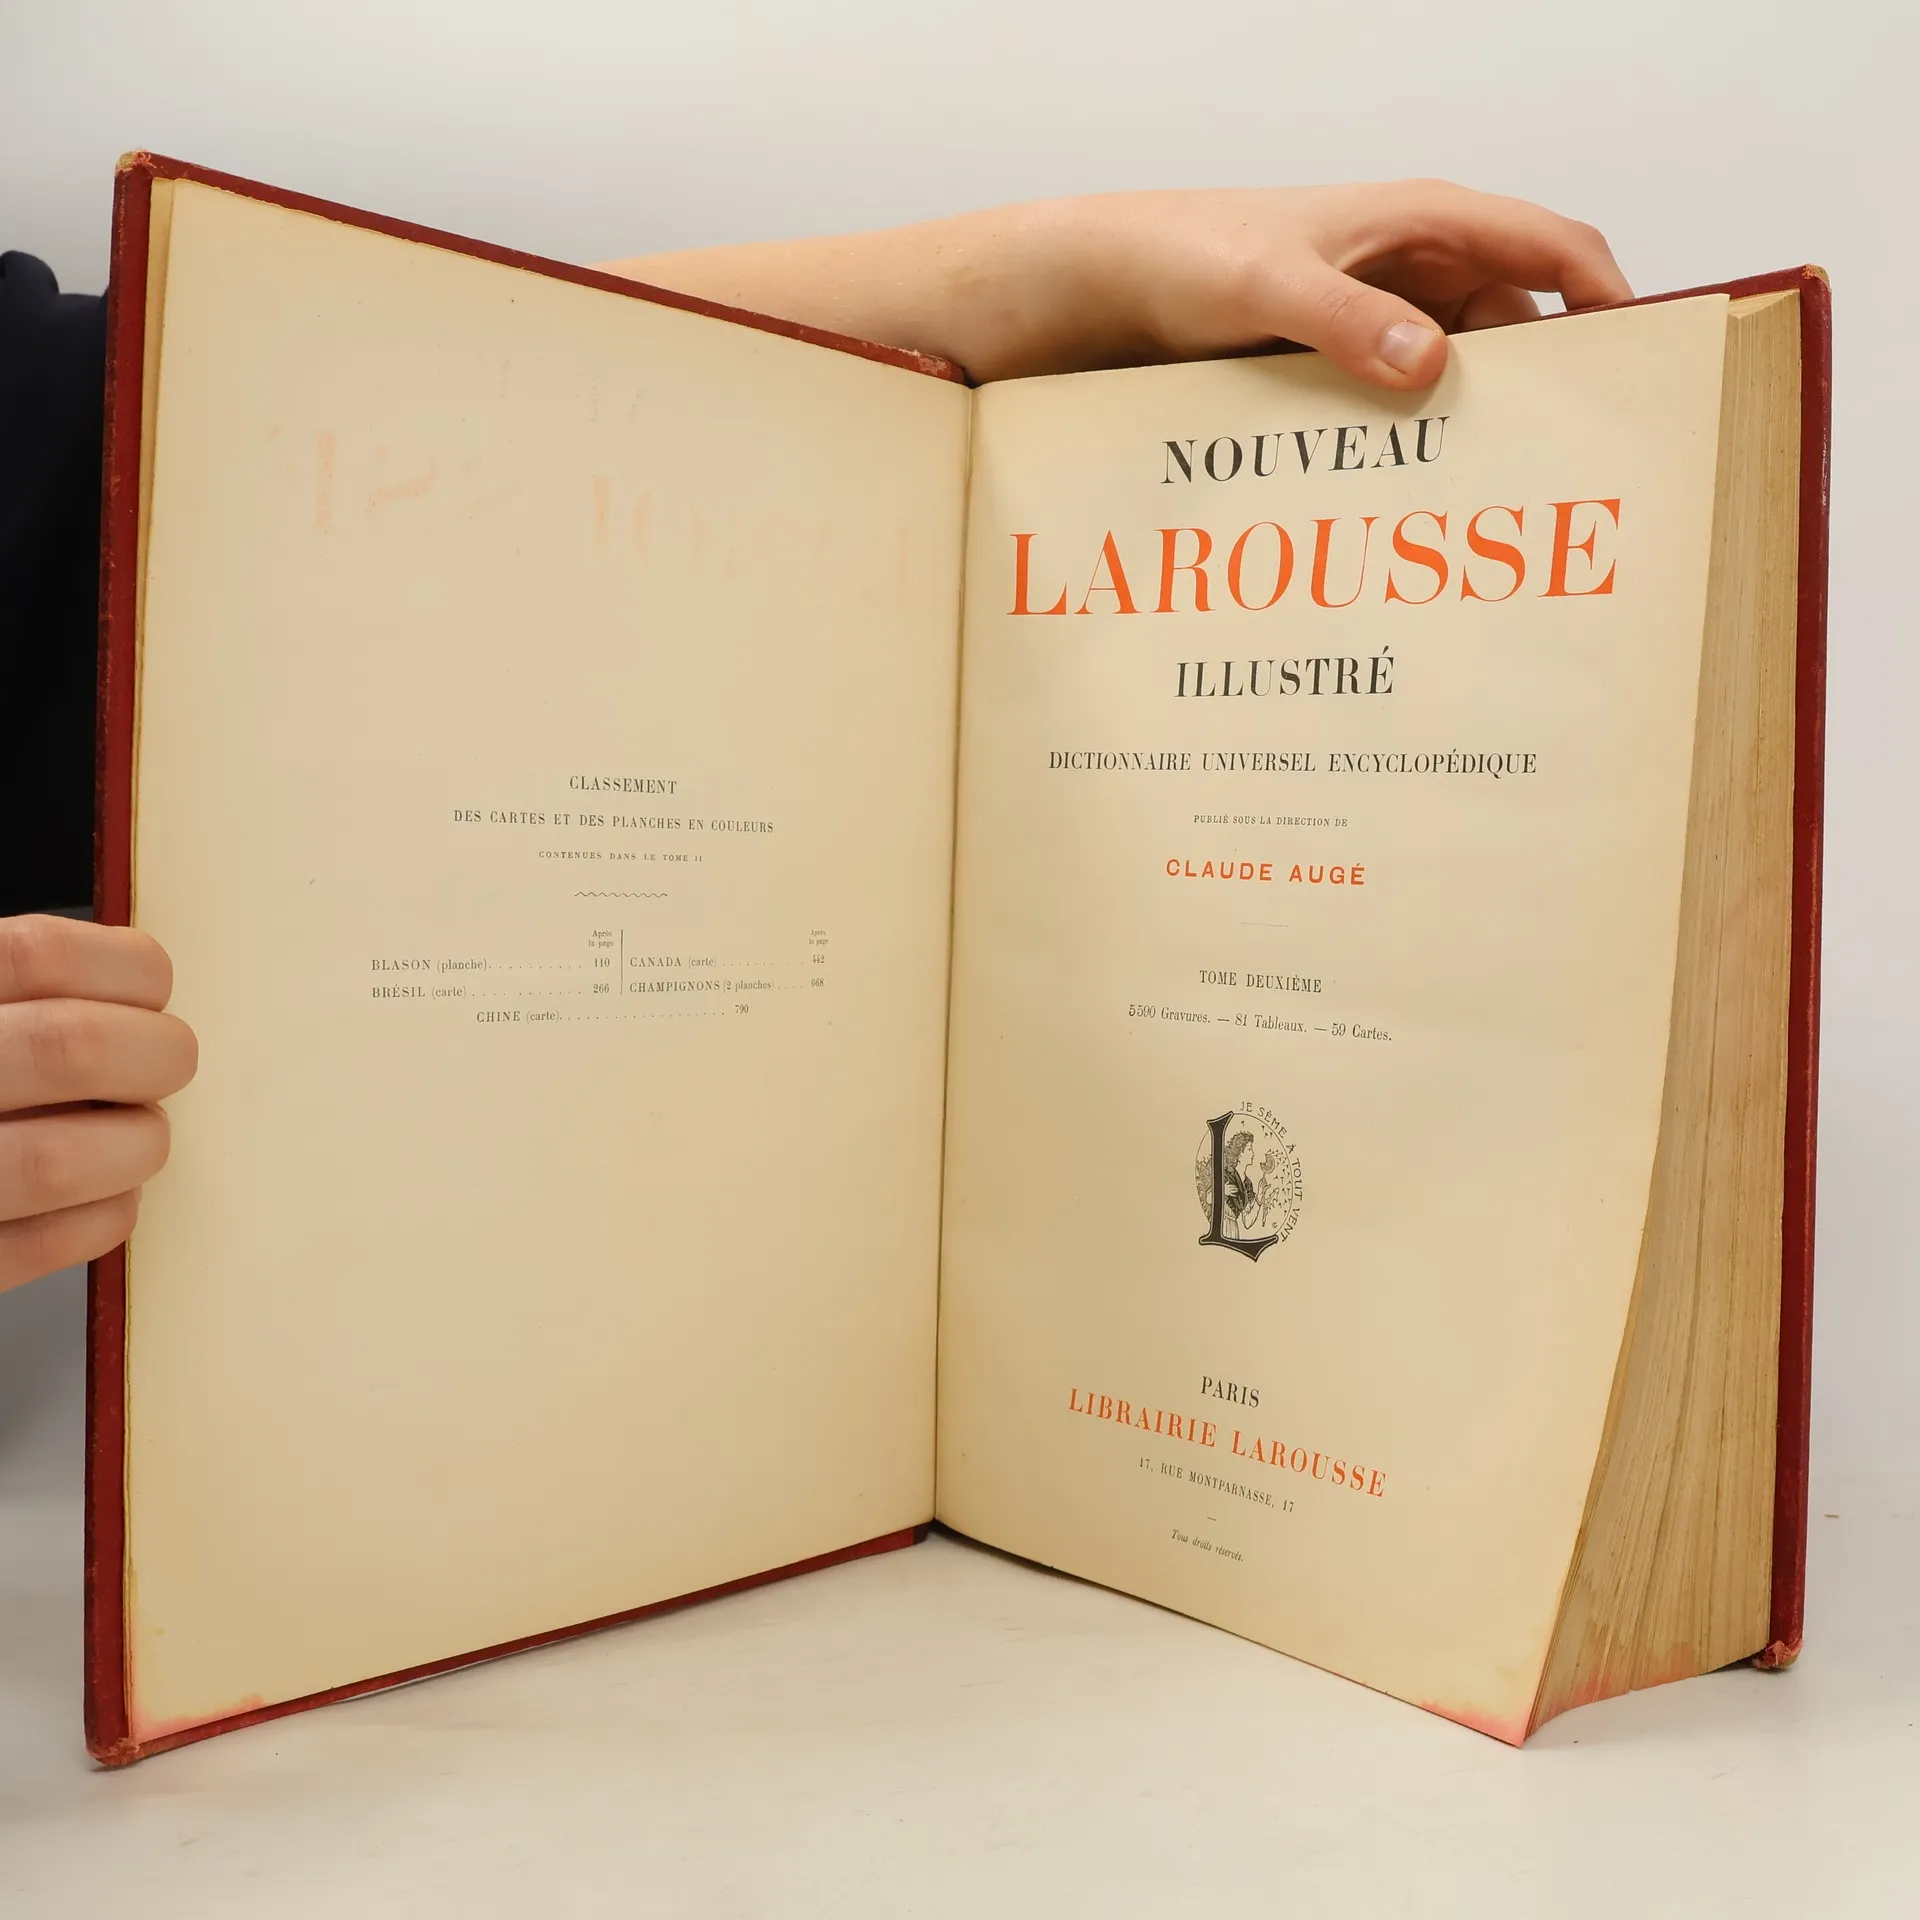 CLASSEMENT
DES CARTES ET DES PLANCHES EN COULEURS
CONTENUES DANS LE TOME II
Après la page
Après la page
BLASON (planche). . . . . . . . . . 110
CANADA (carte) . . . . . . . . . . 442
BRÉSIL (carte) . . . . . . . . . . . 266
CHAMPIGNONS (2 planches) . . . . 668
CHINE (carte). . . . . . . . . . . . . . . . . . 790
NOUVEAU
LAROUSSE
ILLUSTRÉ
DICTIONNAIRE UNIVERSEL ENCYCLOPÉDIQUE
PUBLIÉ SOUS LA DIRECTION DE
CLAUDE AUGÉ
TOME DEUXIÈME
5590 Gravures. — 81 Tableaux. — 59 Cartes.
JE SÈME À TOUT VENT
L
PARIS
LIBRAIRIE LAROUSSE
17, RUE MONTPARNASSE, 17
Tous droits réservés.